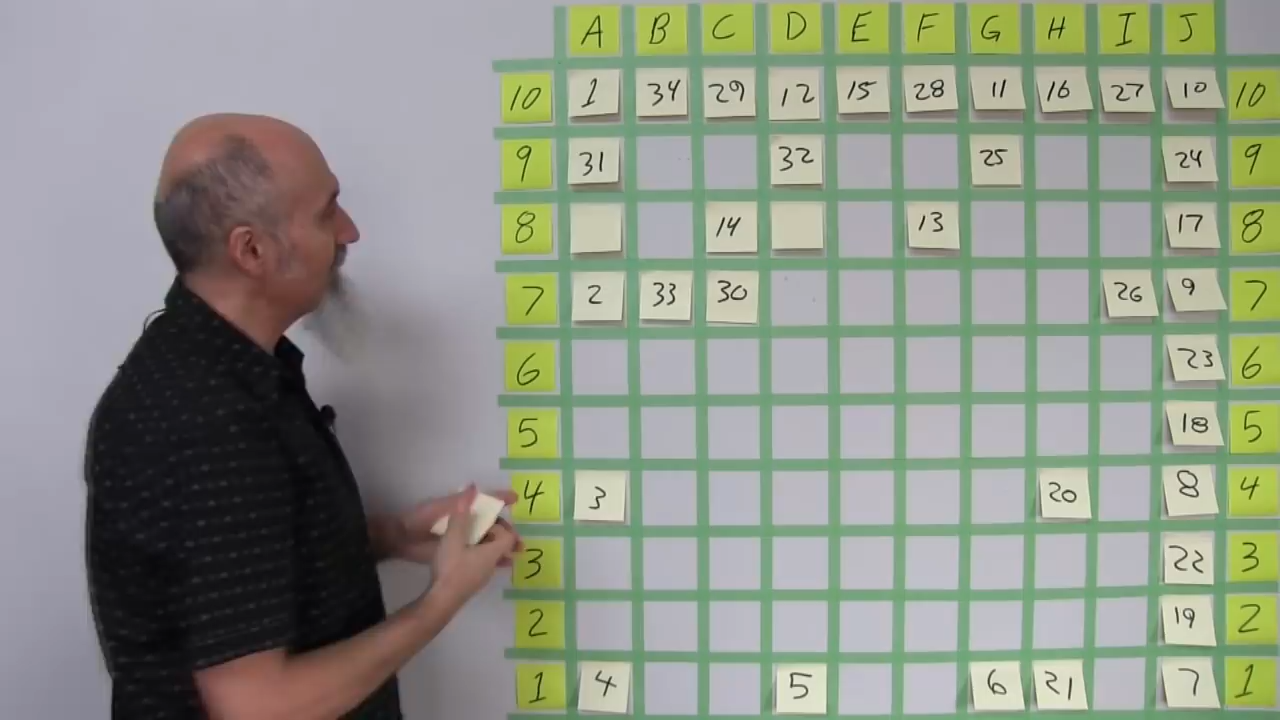 A B C D E F G H I J
10 1 34 29 12 15 28 11 16 27 10 10
9 31 32 25 24 9
8 14 13 17 8
7 2 33 30 26 9 7
6 23 6
5 18 5
4 3 20 8 4
3 22 3
2 19 2
1 4 5 6 21 7 1